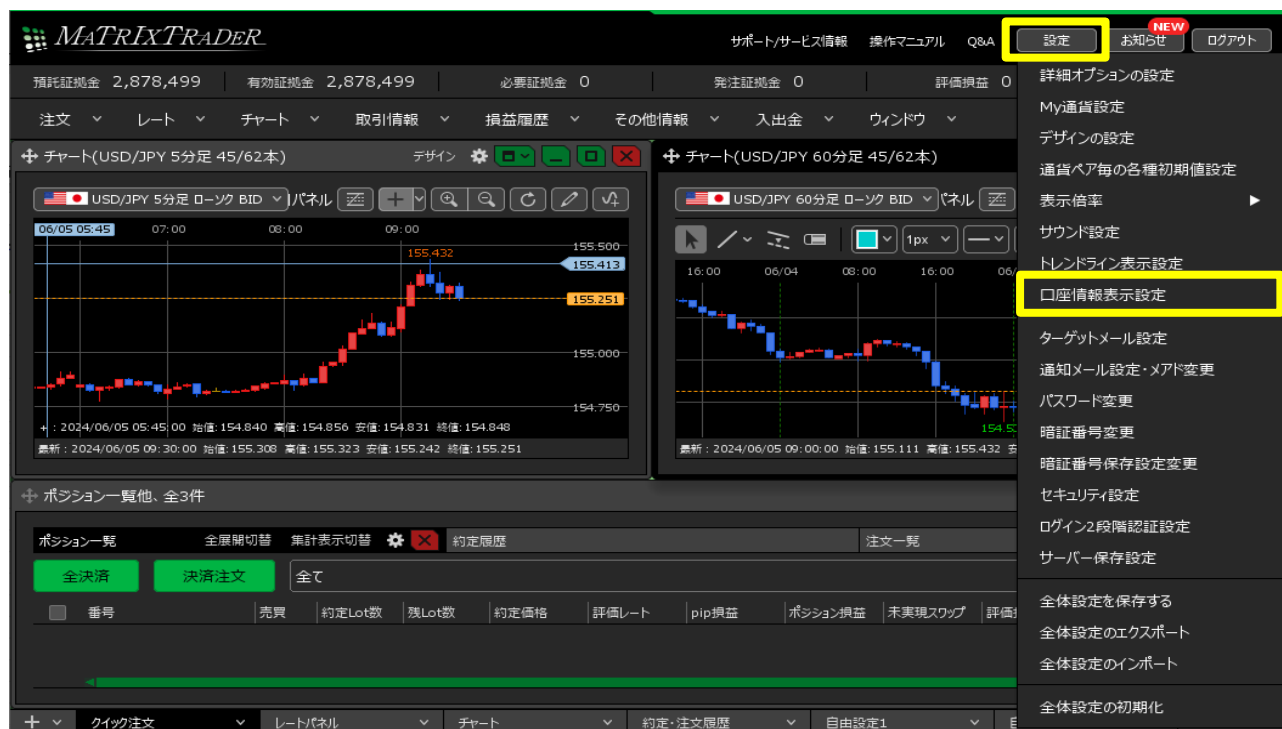 MATRIXTRADER
サポート/サービス情報 操作マニュアル Q&A 設定 お知らせ NEW ログアウト
預託証拠金 2,878,499 有効証拠金 2,878,499 必要証拠金 0 発注証拠金 0 評価損益 0
注文 レート チャート 取引情報 損益履歴 その他情報 入出金 ウィンドウ
チャート(USD/JPY 5分足 45/62本) デザイン
USD/JPY 5分足 ローソク BID パネル
06/05 05:45 07:00 08:00 09:00
155.432
155.500
155.413
155.251
155.000
154.750
+ : 2024/06/05 05:45:00 始値:154.840 高値:154.856 安値:154.831 終値:154.848
最新 : 2024/06/05 09:30:00 始値:155.308 高値:155.323 安値:155.242 終値:155.251
チャート(USD/JPY 60分足 45/62本)
USD/JPY 60分足 ローソク BID パネル
1px
16:00 06/04 08:00 16:00 06/
154.5
最新 : 2024/06/05 09:00:00 始値:155.111 高値:155.432 安
ポジション一覧他、全3件
ポジション一覧 全展開切替 集計表示切替 約定履歴 注文一覧
全決済 決済注文 全て
番号 売買 約定Lot数 残Lot数 約定価格 評価レート pip損益 ポジション損益 未実現スワップ 評価
クイック注文 レートパネル チャート 約定・注文履歴 自由設定1
詳細オプションの設定
My通貨設定
デザインの設定
通貨ペア毎の各種初期値設定
表示倍率
サウンド設定
トレンドライン表示設定
口座情報表示設定
ターゲットメール設定
通知メール設定・メアド変更
パスワード変更
暗証番号変更
暗証番号保存設定変更
セキュリティ設定
ログイン2段階認証設定
サーバー保存設定
全体設定を保存する
全体設定のエクスポート
全体設定のインポート
全体設定の初期化